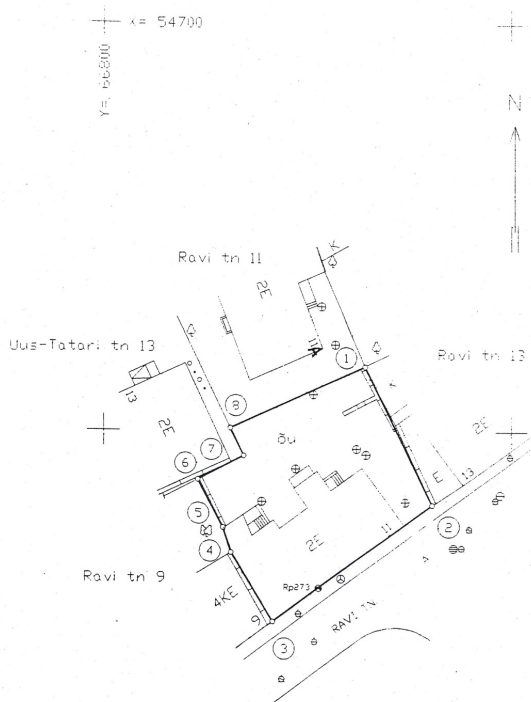 X= 54700
Y= 66800
N
Ravi tn 11
K
2E
11A
Uus-Tatari tn 13
1
Ravi tn 13
13
2E
8
K
2E
õu
7
6
E
13
5
11
2
4
2E
Ravi tn 9
4KE
Rp273
A
9
RAVI TN
3